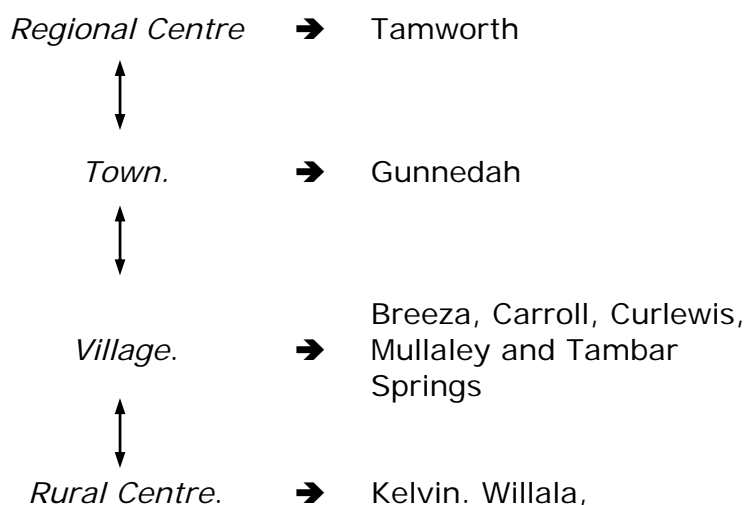 Regional Centre ➔ Tamworth
Town. ➔ Gunnedah
Breeza, Carroll, Curlewis,
Village. ➔ Mullaley and Tambar
Springs
Rural Centre. ➔ Kelvin. Willala,